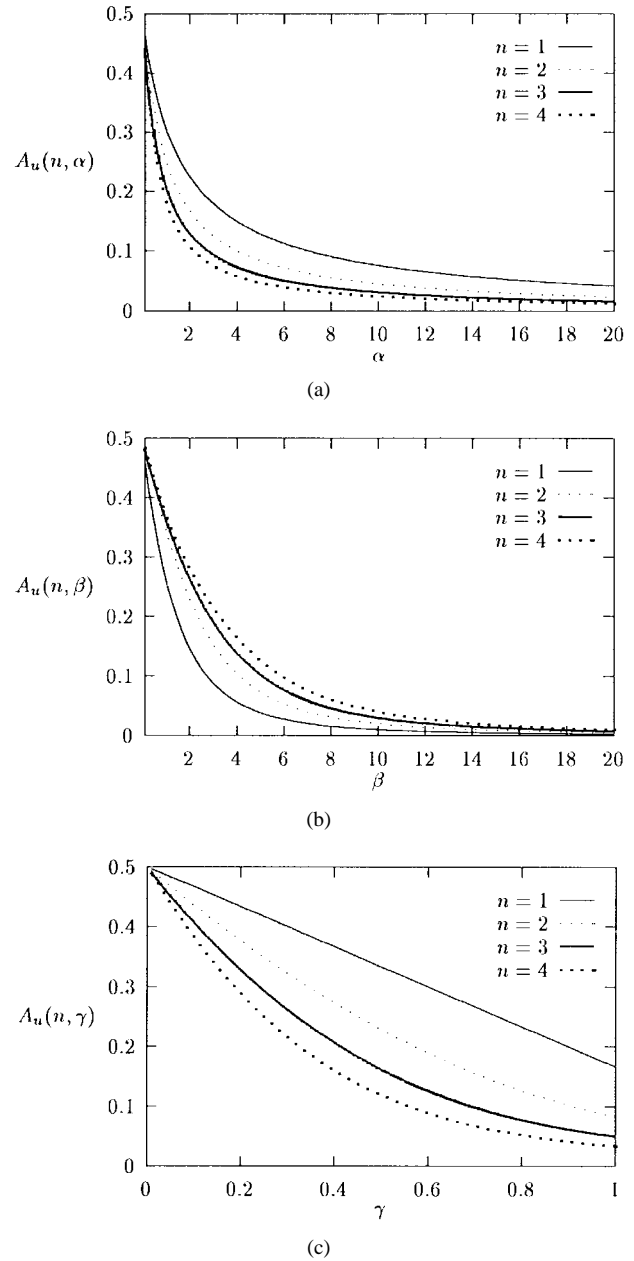 0.5
n = 1
n = 2
0.4
n = 3
n = 4
0.3
A_u(n, α)
0.2
0.1
0
2 4 6 8 10 12 14 16 18 20
α
(a)
0.5
n = 1
n = 2
0.4
n = 3
n = 4
0.3
A_u(n, β)
0.2
0.1
0
2 4 6 8 10 12 14 16 18 20
β
(b)
0.5
n = 1
n = 2
0.4
n = 3
n = 4
0.3
A_u(n, γ)
0.2
0.1
0
0 0.2 0.4 0.6 0.8 1
γ
(c)